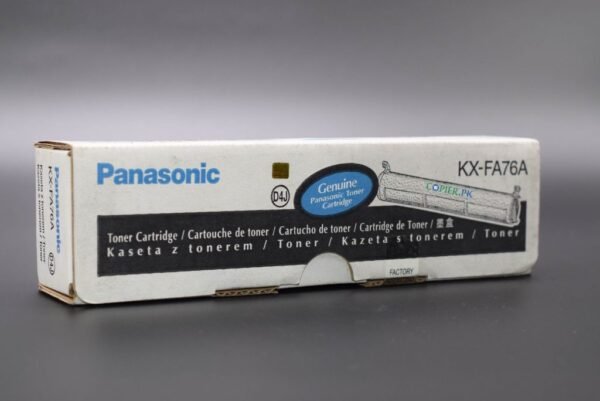 Panasonic
D4J
Genuine
Panasonic Toner
Cartridge
KX-FA76A
COPIER.PK
Toner Cartridge / Cartouche de toner / Cartucho de toner / Cartridge de Toner / 墨盒
Kaseta z tonerem / Toner / Kazeta s tonerem / Toner
FACTORY
Panasonic
KX-FA76A
D4J